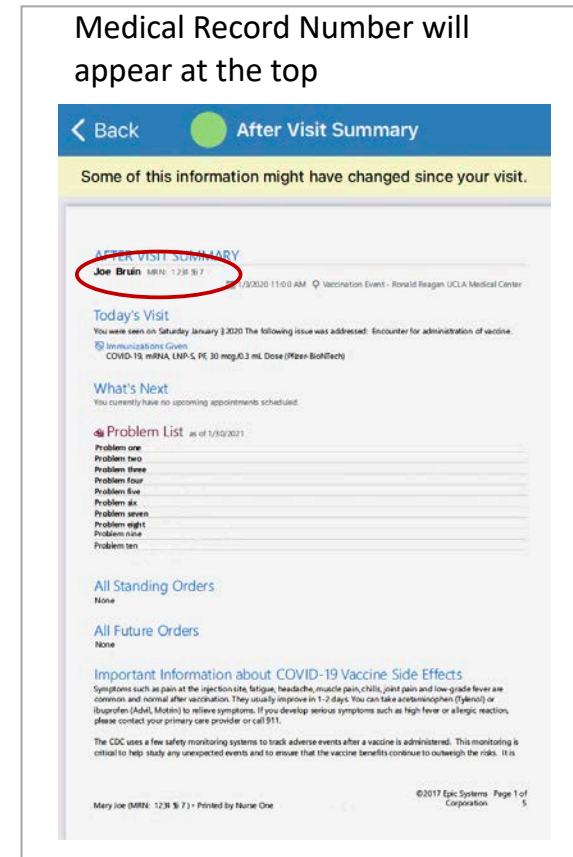 Medical Record Number will
appear at the top
Back After Visit Summary
Some of this information might have changed since your visit.
AFTER VISIT SUMMARY
Joe Bruin MRN:
1/3/2020 11:00 AM Vaccination Event - Ronald Reagan UCLA Medical Center
Today's Visit
You were seen on Saturday January 3 2020 The following issue was addressed: Encounter for administration of vaccine.
Immunizations Given
COVID-19, mRNA, LNP-S, PF, 30 mcg/0.3 mL Dose (Pfizer-BioNTech)
What's Next
You currently have no upcoming appointments scheduled.
Problem List as of 1/30/2021
Problem one
Problem two
Problem three
Problem four
Problem five
Problem six
Problem seven
Problem eight
Problem nine
Problem ten
All Standing Orders
None
All Future Orders
None
Important Information about COVID-19 Vaccine Side Effects
Symptoms such as pain at the injection site, fatigue, headache, muscle pain, chills, joint pain and low-grade fever are
common and normal after vaccination. They usually improve in 1-2 days. You can take acetaminophen (Tylenol) or
ibuprofen (Advil, Motrin) to relieve symptoms. If you develop serious symptoms such as high fever or allergic reaction,
please contact your primary care provider or call 911.
The CDC uses a few safety monitoring systems to track adverse events after a vaccine is administered. This monitoring is
critical to help study any unexpected events and to ensure that the vaccine benefits continue to outweigh the risks. It is
Mary Joe (MRN: ) • Printed by Nurse One
©2017 Epic Systems Page 1 of
Corporation 5